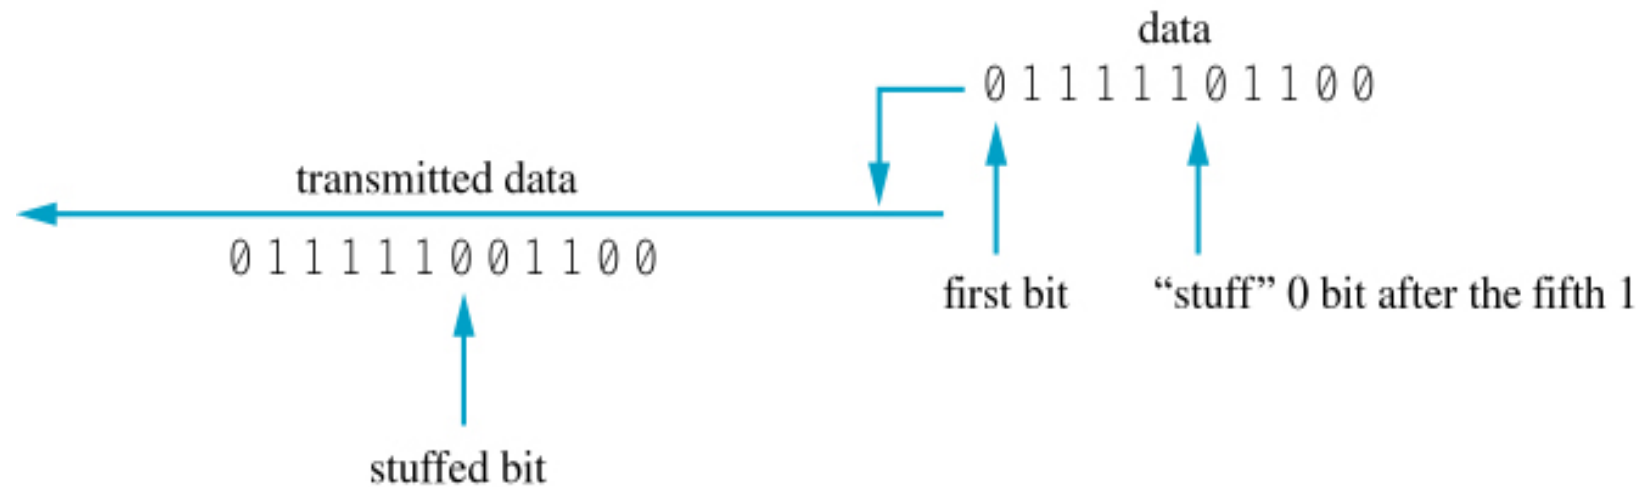 data
0 1 1 1 1 1 0 1 1 0 0
transmitted data
0 1 1 1 1 1 0 0 1 1 0 0
first bit
“stuff” 0 bit after the fifth 1
stuffed bit